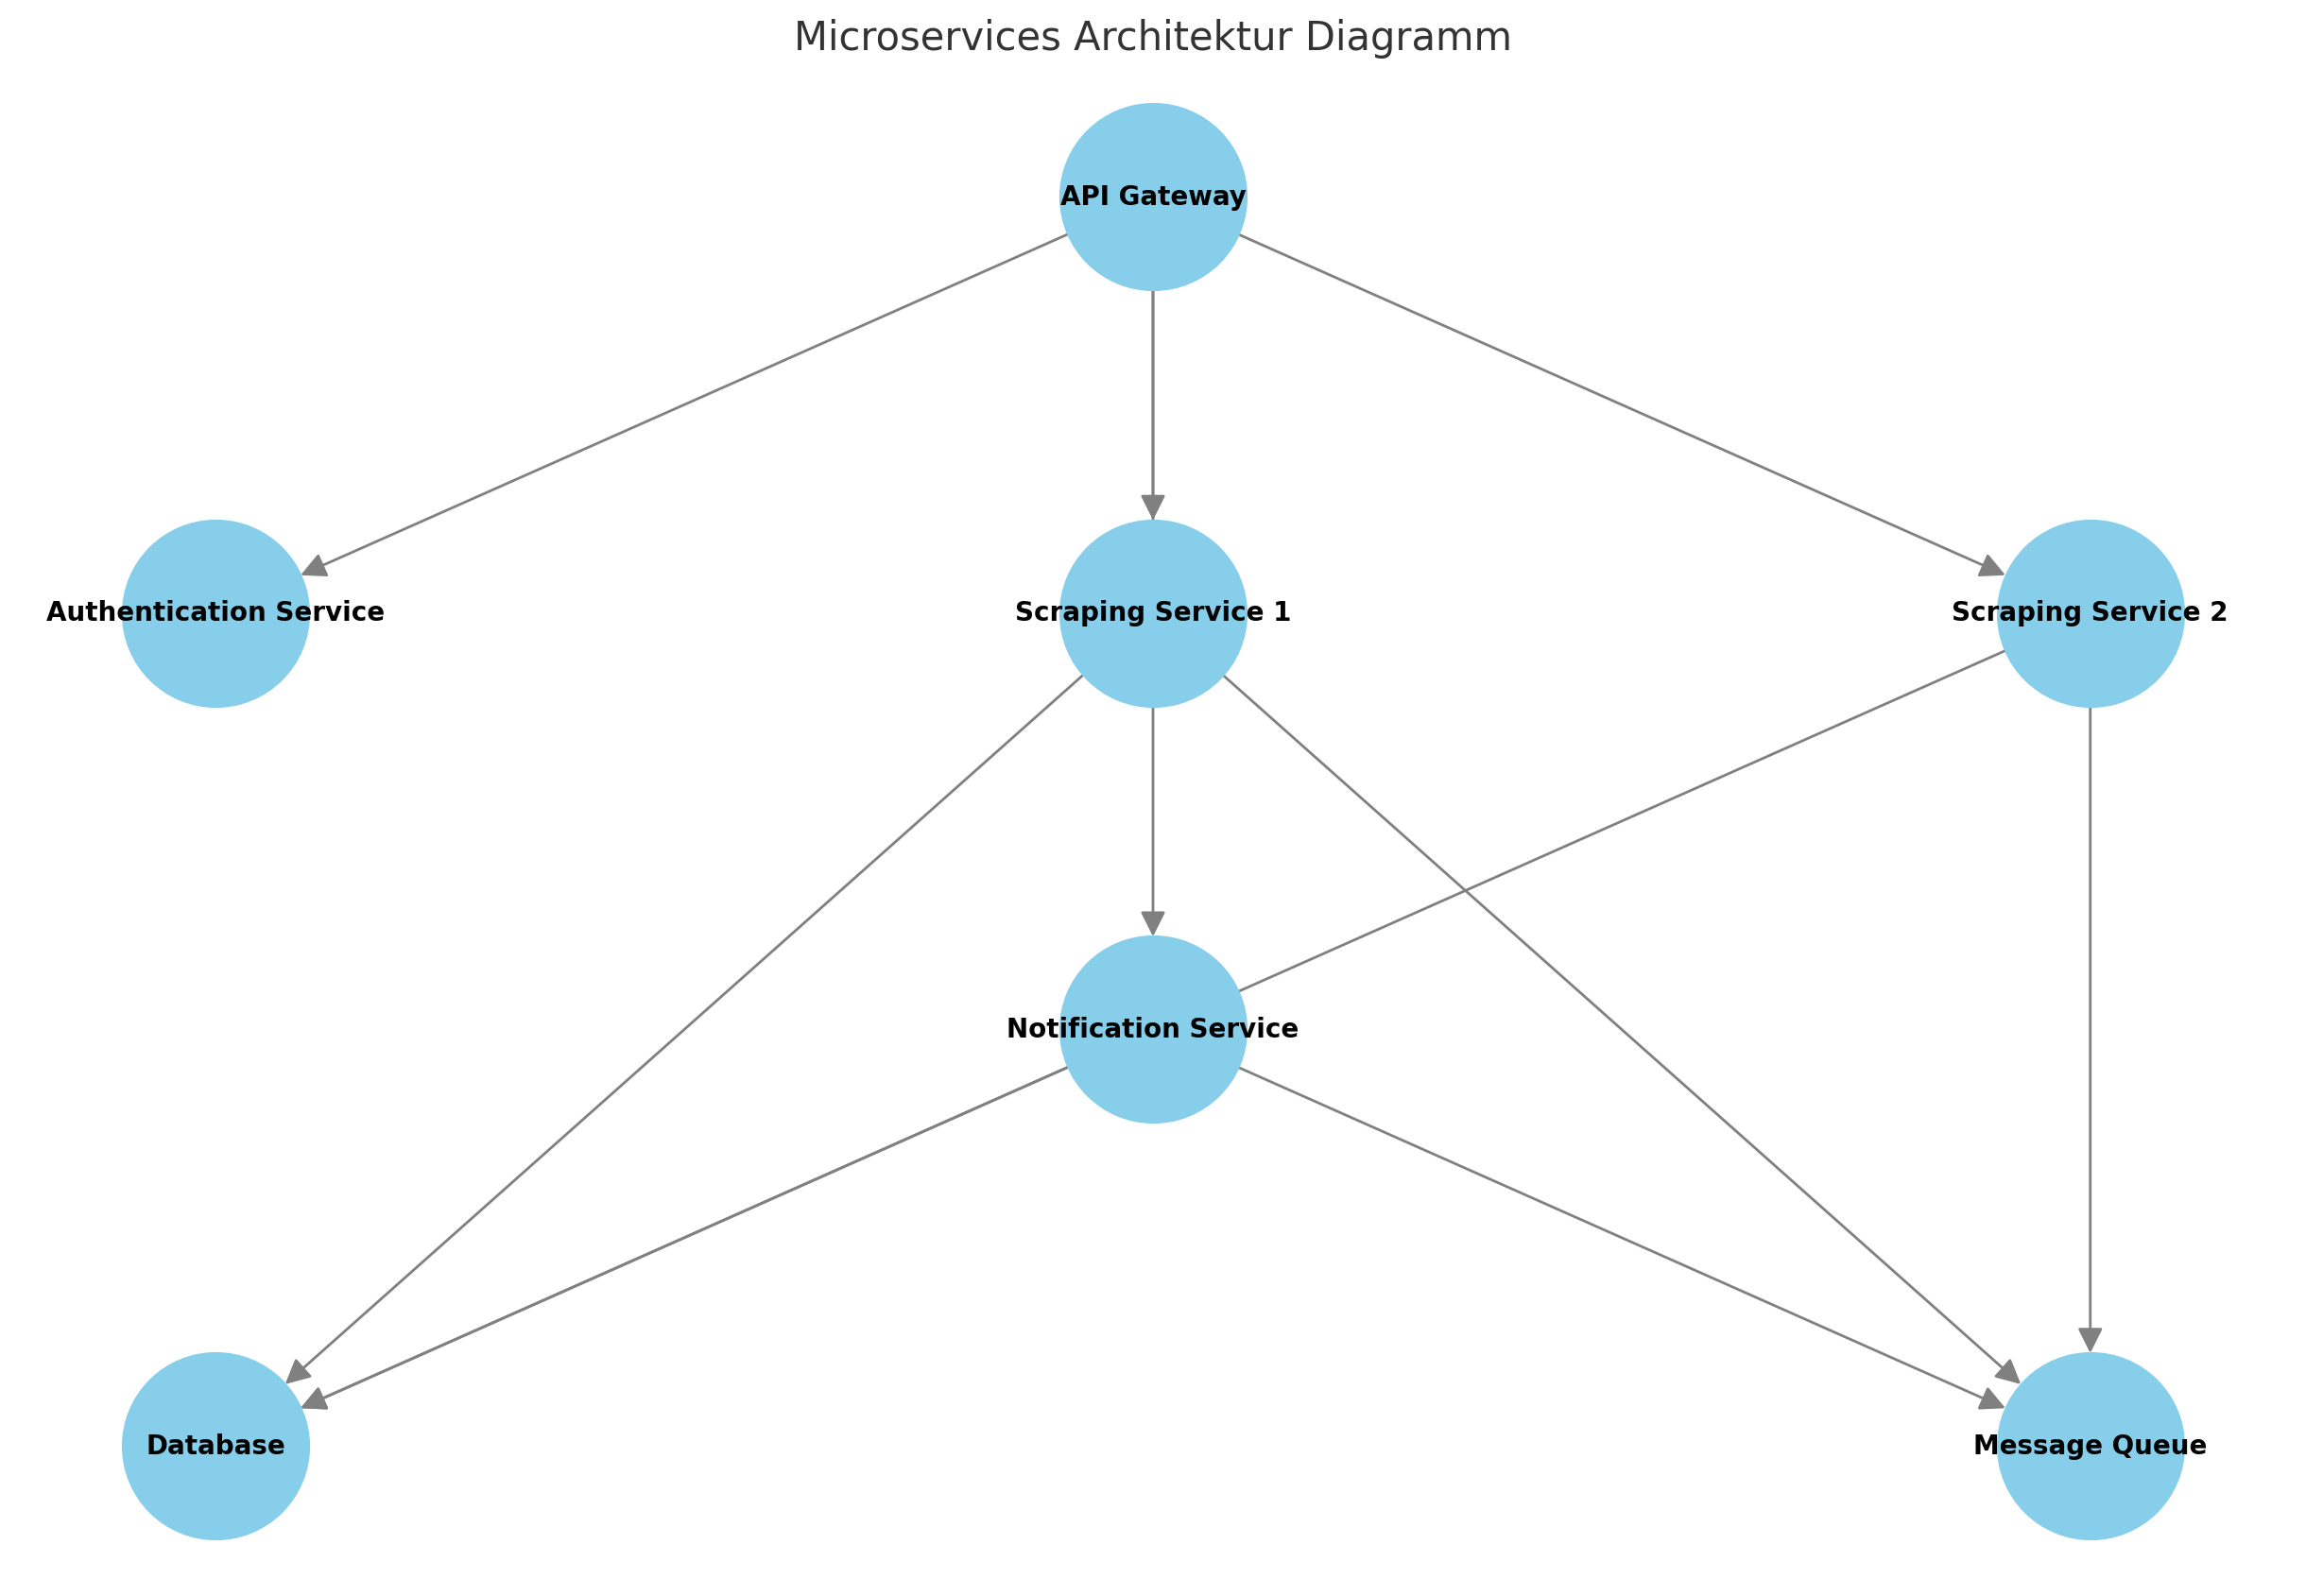 Microservices Architektur Diagramm
API Gateway
Authentication Service
Scraping Service 1
Scraping Service 2
Notification Service
Database
Message Queue